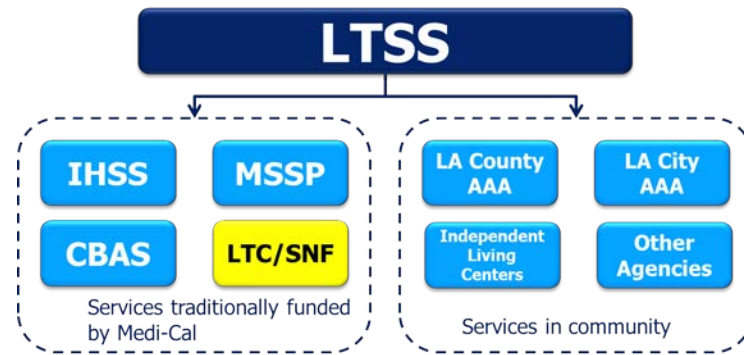 LTSS
IHSS
MSSP
CBAS
LTC/SNF
Services traditionally funded
by Medi-Cal
LA County
AAA
LA City
AAA
Independent
Living
Centers
Other
Agencies
Services in community